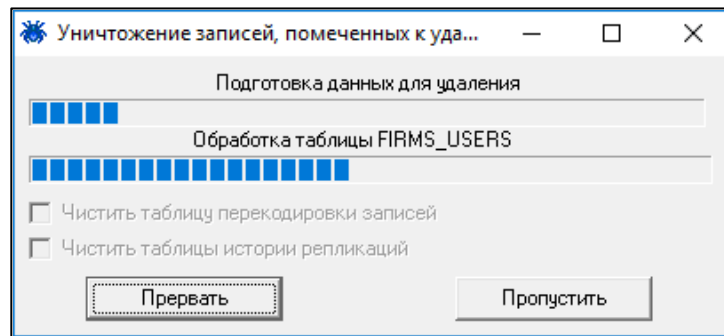 Уничтожение записей, помеченных к уда...
Подготовка данных для удаления
Обработка таблицы FIRMS_USERS
Чистить таблицу перекодировки записей
Чистить таблицы истории репликаций
Прервать Пропустить